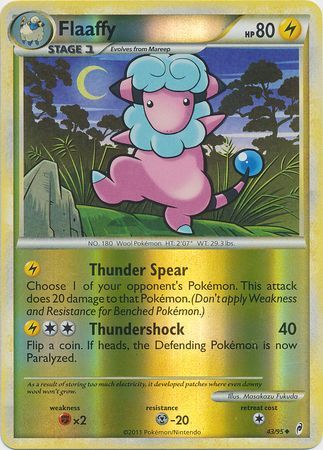 Flaaffy
HP 80
STAGE 1
Evolves from Mareep
NO. 180 Wool Pokémon. HT. 2'07" WT. 29.3 lbs.
Thunder Spear
Choose 1 of your opponent's Pokémon. This attack
does 20 damage to that Pokémon. (Don't apply Weakness
and Resistance for Benched Pokémon.)
Thundershock 40
Flip a coin. If heads, the Defending Pokémon is now
Paralyzed.
As a result of storing too much electricity, it developed patches where even downy
wool won't grow.
Illus. Masakazu Fukuda
weakness resistance retreat cost
×2 -20
©2011 Pokémon/Nintendo 43/95